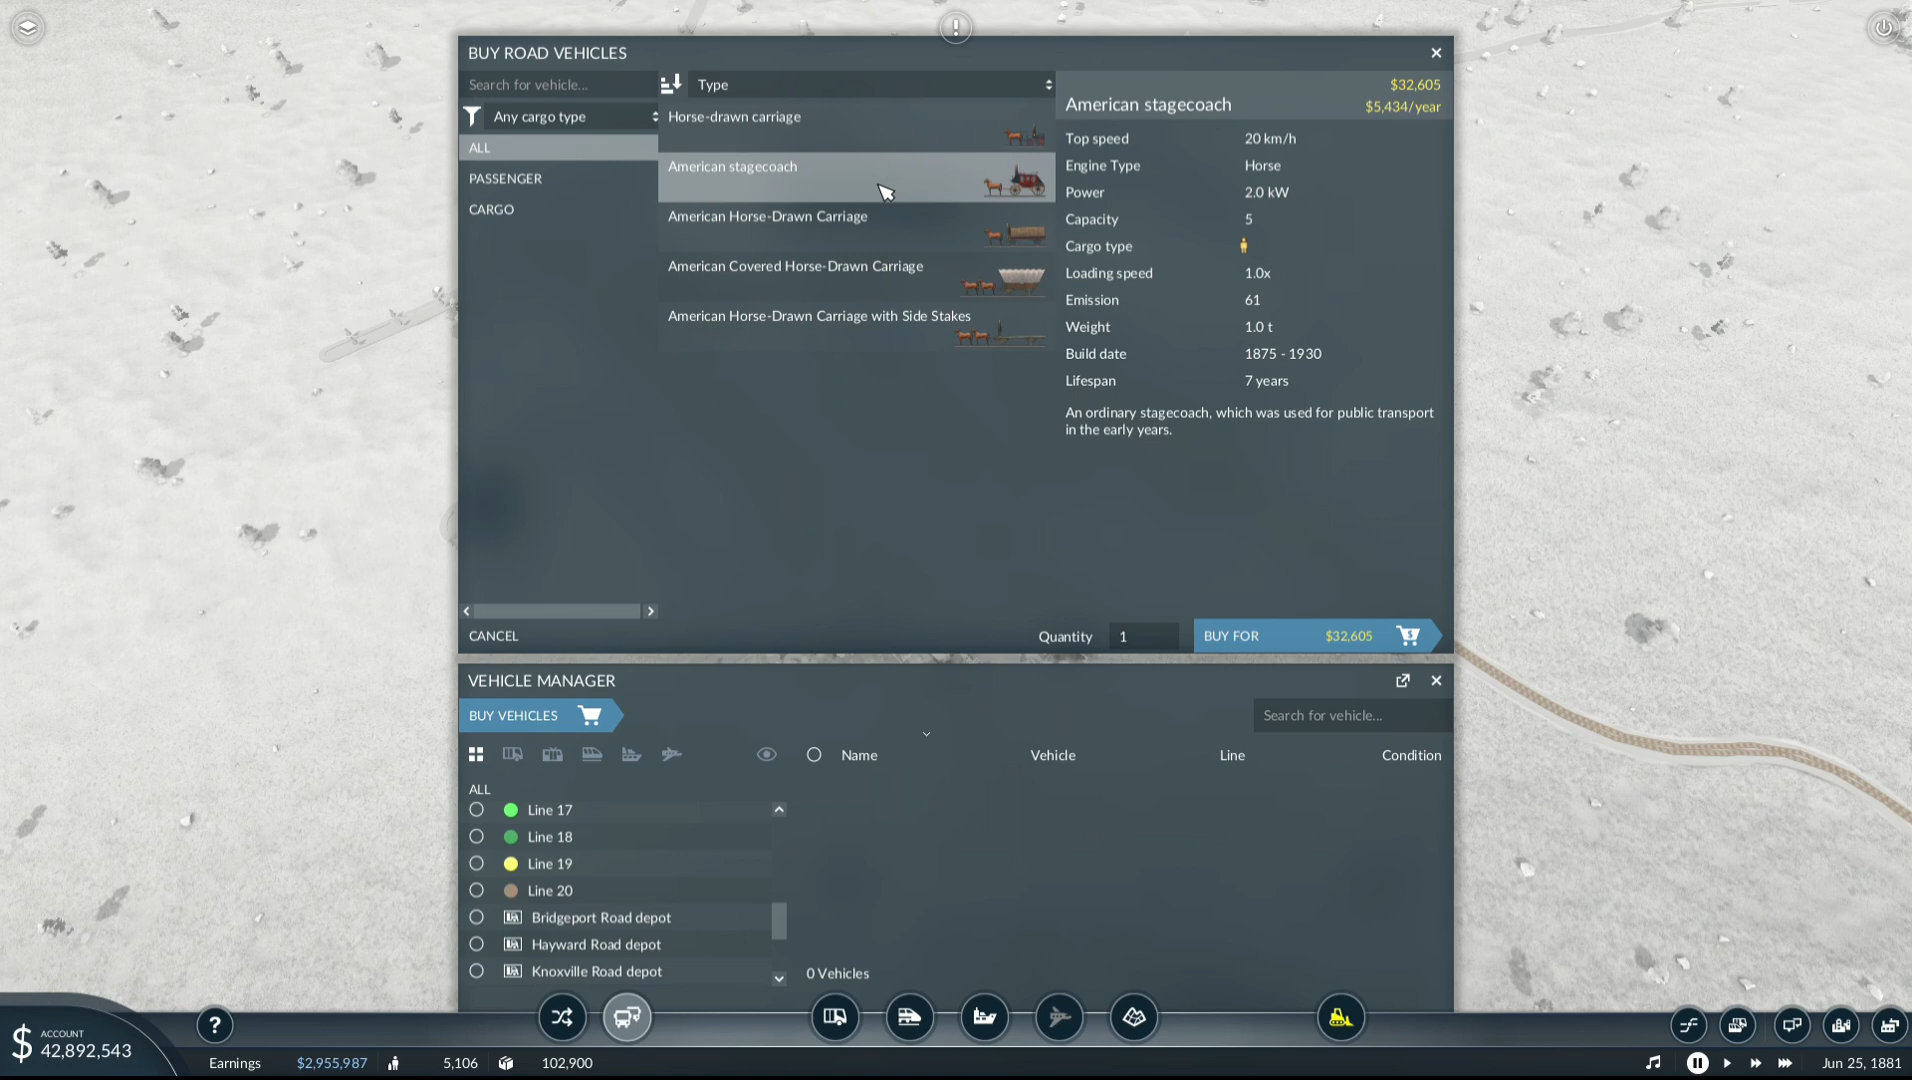 BUY ROAD VEHICLES
Search for vehicle...
Type
Any cargo type
ALL
PASSENGER
CARGO
Horse-drawn carriage
American stagecoach
American Horse-Drawn Carriage
American Covered Horse-Drawn Carriage
American Horse-Drawn Carriage with Side Stakes
$32,605
American stagecoach
$5,434/year
Top speed 20 km/h
Engine Type Horse
Power 2.0 kW
Capacity 5
Cargo type
Loading speed 1.0x
Emission 61
Weight 1.0 t
Build date 1875 - 1930
Lifespan 7 years
An ordinary stagecoach, which was used for public transport
in the early years.
CANCEL
Quantity 1
BUY FOR $32,605
VEHICLE MANAGER
BUY VEHICLES
Search for vehicle...
Name Vehicle Line Condition
ALL
Line 17
Line 18
Line 19
Line 20
Bridgeport Road depot
Hayward Road depot
Knoxville Road depot
0 Vehicles
?
$ ACCOUNT
42,892,543
Earnings $2,955,987 5,106 102,900
Jun 25, 1881